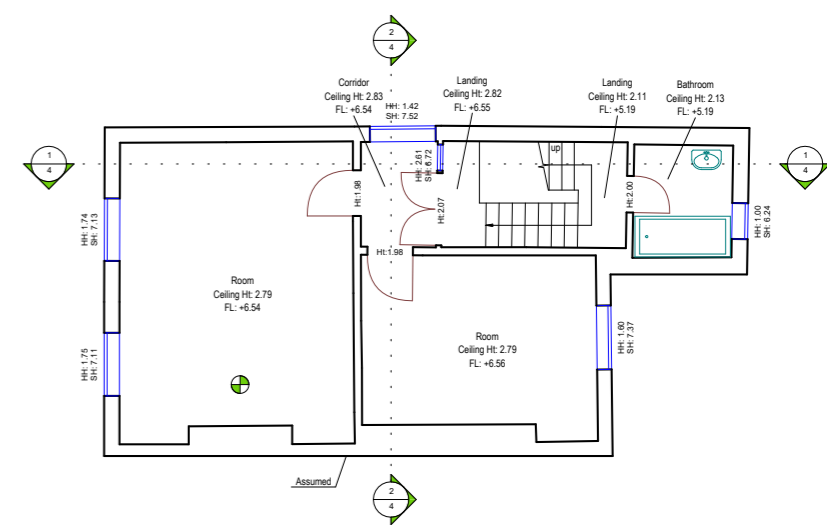 2
4
Corridor
Ceiling Ht: 2.83
FL: +6.54
Landing
Ceiling Ht: 2.82
FL: +6.55
Landing
Ceiling Ht: 2.11
FL: +5.19
Bathroom
Ceiling Ht: 2.13
FL: +5.19
HH: 1.42
SH: 7.52
1
4
1
4
up
HH: 2.61
SH: 6.72
Ht:1.98
Ht:2.07
Ht:2.00
HH: 1.74
SH: 7.13
HH: 1.00
SH: 6.24
Ht:1.98
Room
Ceiling Ht: 2.79
FL: +6.54
Room
Ceiling Ht: 2.79
FL: +6.56
HH: 1.75
SH: 7.11
HH: 1.60
SH: 7.37
Assumed
2
4